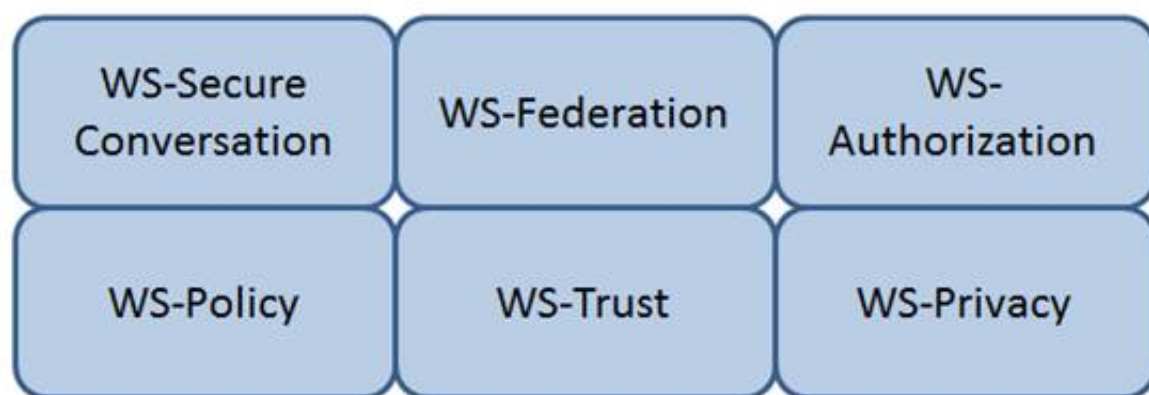 WS-Secure
Conversation
WS-Federation
WS-
Authorization
WS-Policy
WS-Trust
WS-Privacy